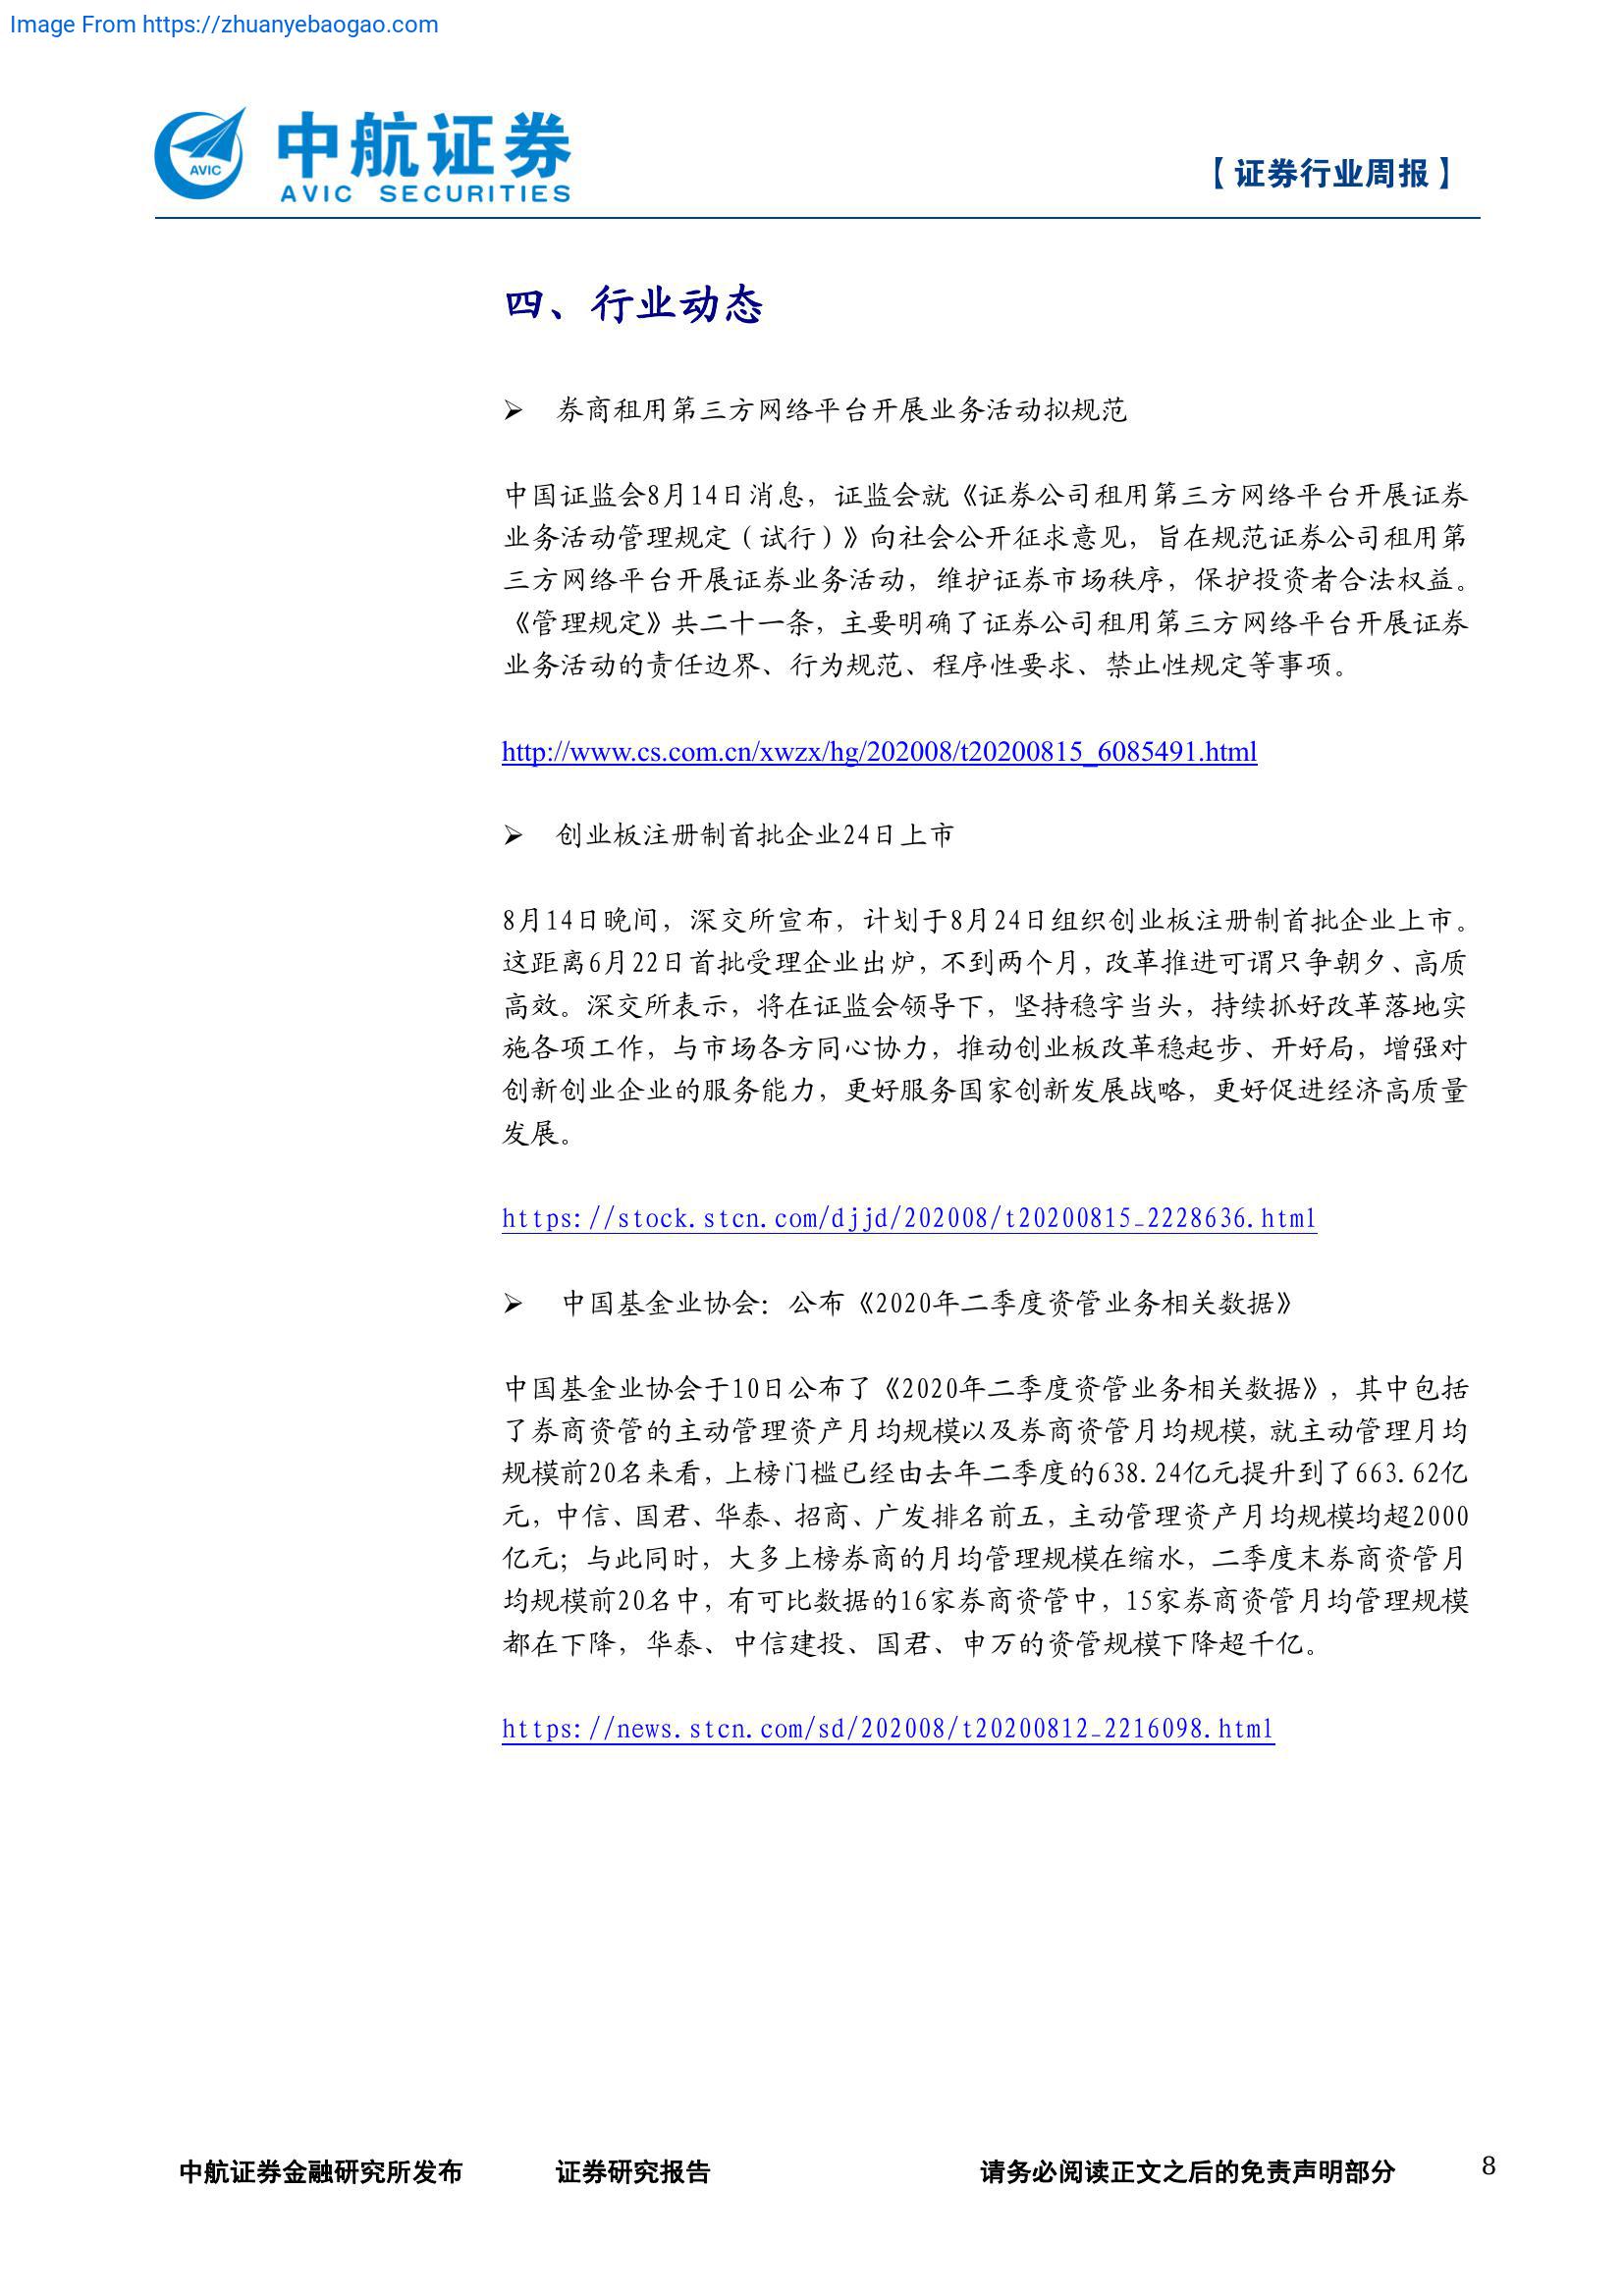 Image From https://zhuanyebaogao.com
AVIC
中航证券
AVIC SECURITIES
【证券行业周报】
四、行业动态
➢ 券商租用第三方网络平台开展业务活动拟规范
中国证监会8月14日消息，证监会就《证券公司租用第三方网络平台开展证券
业务活动管理规定（试行）》向社会公开征求意见，旨在规范证券公司租用第
三方网络平台开展证券业务活动，维护证券市场秩序，保护投资者合法权益。
《管理规定》共二十一条，主要明确了证券公司租用第三方网络平台开展证券
业务活动的责任边界、行为规范、程序性要求、禁止性规定等事项。
http://www.cs.com.cn/xwzx/hg/202008/t20200815_6085491.html
➢ 创业板注册制首批企业24日上市
8月14日晚间，深交所宣布，计划于8月24日组织创业板注册制首批企业上市。
这距离6月22日首批受理企业出炉，不到两个月，改革推进可谓只争朝夕、高质
高效。深交所表示，将在证监会领导下，坚持稳字当头，持续抓好改革落地实
施各项工作，与市场各方同心协力，推动创业板改革稳起步、开好局，增强对
创新创业企业的服务能力，更好服务国家创新发展战略，更好促进经济高质量
发展。
https://stock.stcn.com/djjd/202008/t20200815_2228636.html
➢ 中国基金业协会：公布《2020年二季度资管业务相关数据》
中国基金业协会于10日公布了《2020年二季度资管业务相关数据》，其中包括
了券商资管的主动管理资产月均规模以及券商资管月均规模，就主动管理月均
规模前20名来看，上榜门槛已经由去年二季度的638.24亿元提升到了663.62亿
元，中信、国君、华泰、招商、广发排名前五，主动管理资产月均规模均超2000
亿元；与此同时，大多上榜券商的月均管理规模在缩水，二季度末券商资管月
均规模前20名中，有可比数据的16家券商资管中，15家券商资管月均管理规模
都在下降，华泰、中信建投、国君、申万的资管规模下降超千亿。
https://news.stcn.com/sd/202008/t20200812_2216098.html
中航证券金融研究所发布 证券研究报告 请务必阅读正文之后的免责声明部分 8